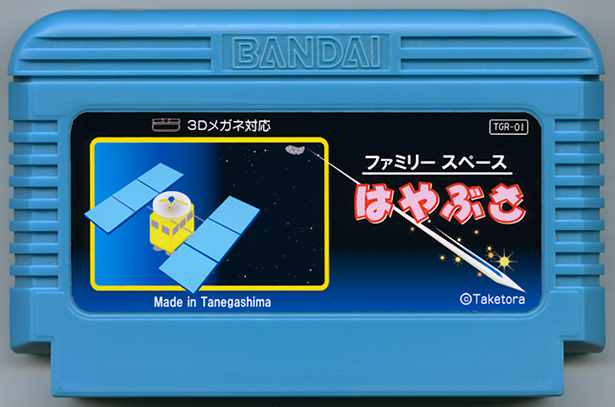 BANDAI
3Dメガネ対応
TGR-01
ファミリー スペース
はやぶさ
Made in Tanegashima
©Taketora